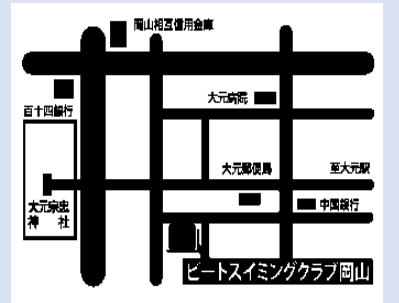 岡山相互信用金庫
百十四銀行
大元病院
大元郵便局
至大元駅
大元宗忠
神　社
中国銀行
ビートスイミングクラブ岡山